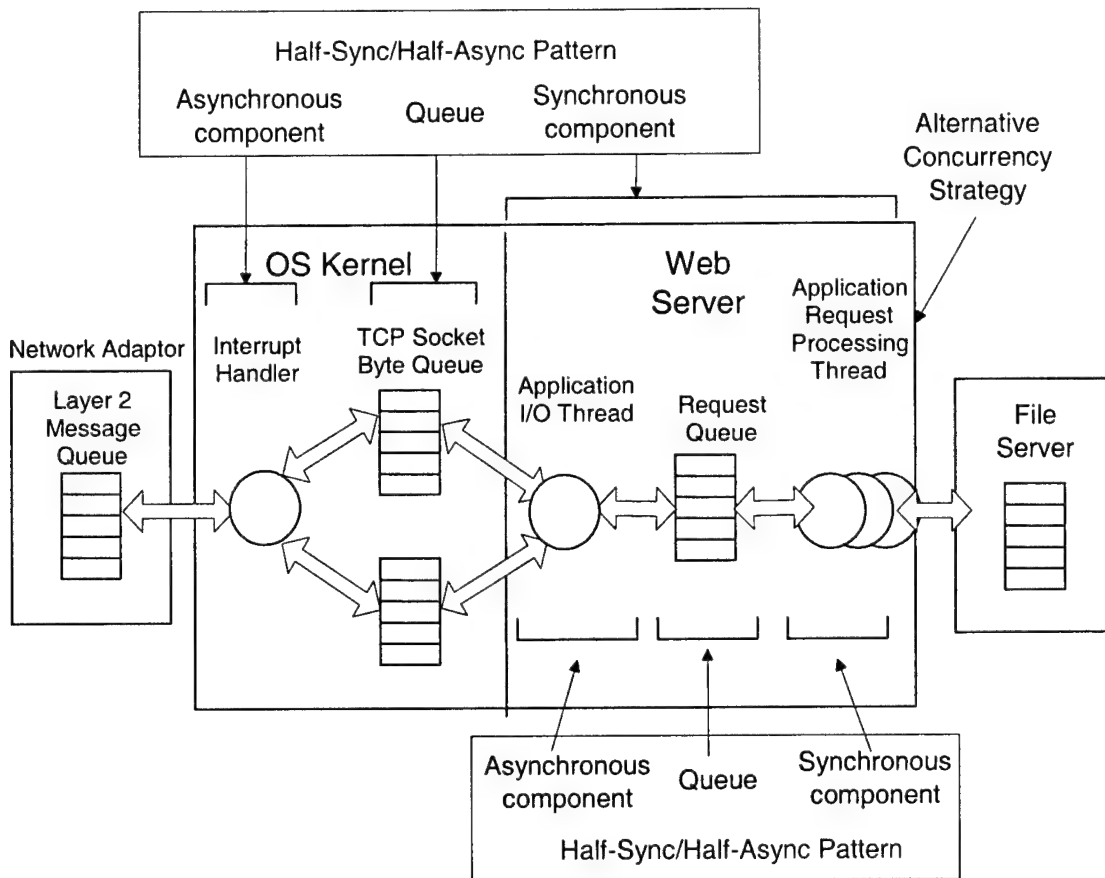 Half-Sync/Half-Async Pattern
Asynchronous
component
Queue
Synchronous
component
Alternative
Concurrency
Strategy
OS Kernel
Web
Server
Network Adaptor
Layer 2
Message
Queue
Interrupt
Handler
TCP Socket
Byte Queue
Application
I/O Thread
Request
Queue
Application
Request
Processing
Thread
File
Server
Asynchronous
component
Queue
Synchronous
component
Half-Sync/Half-Async Pattern